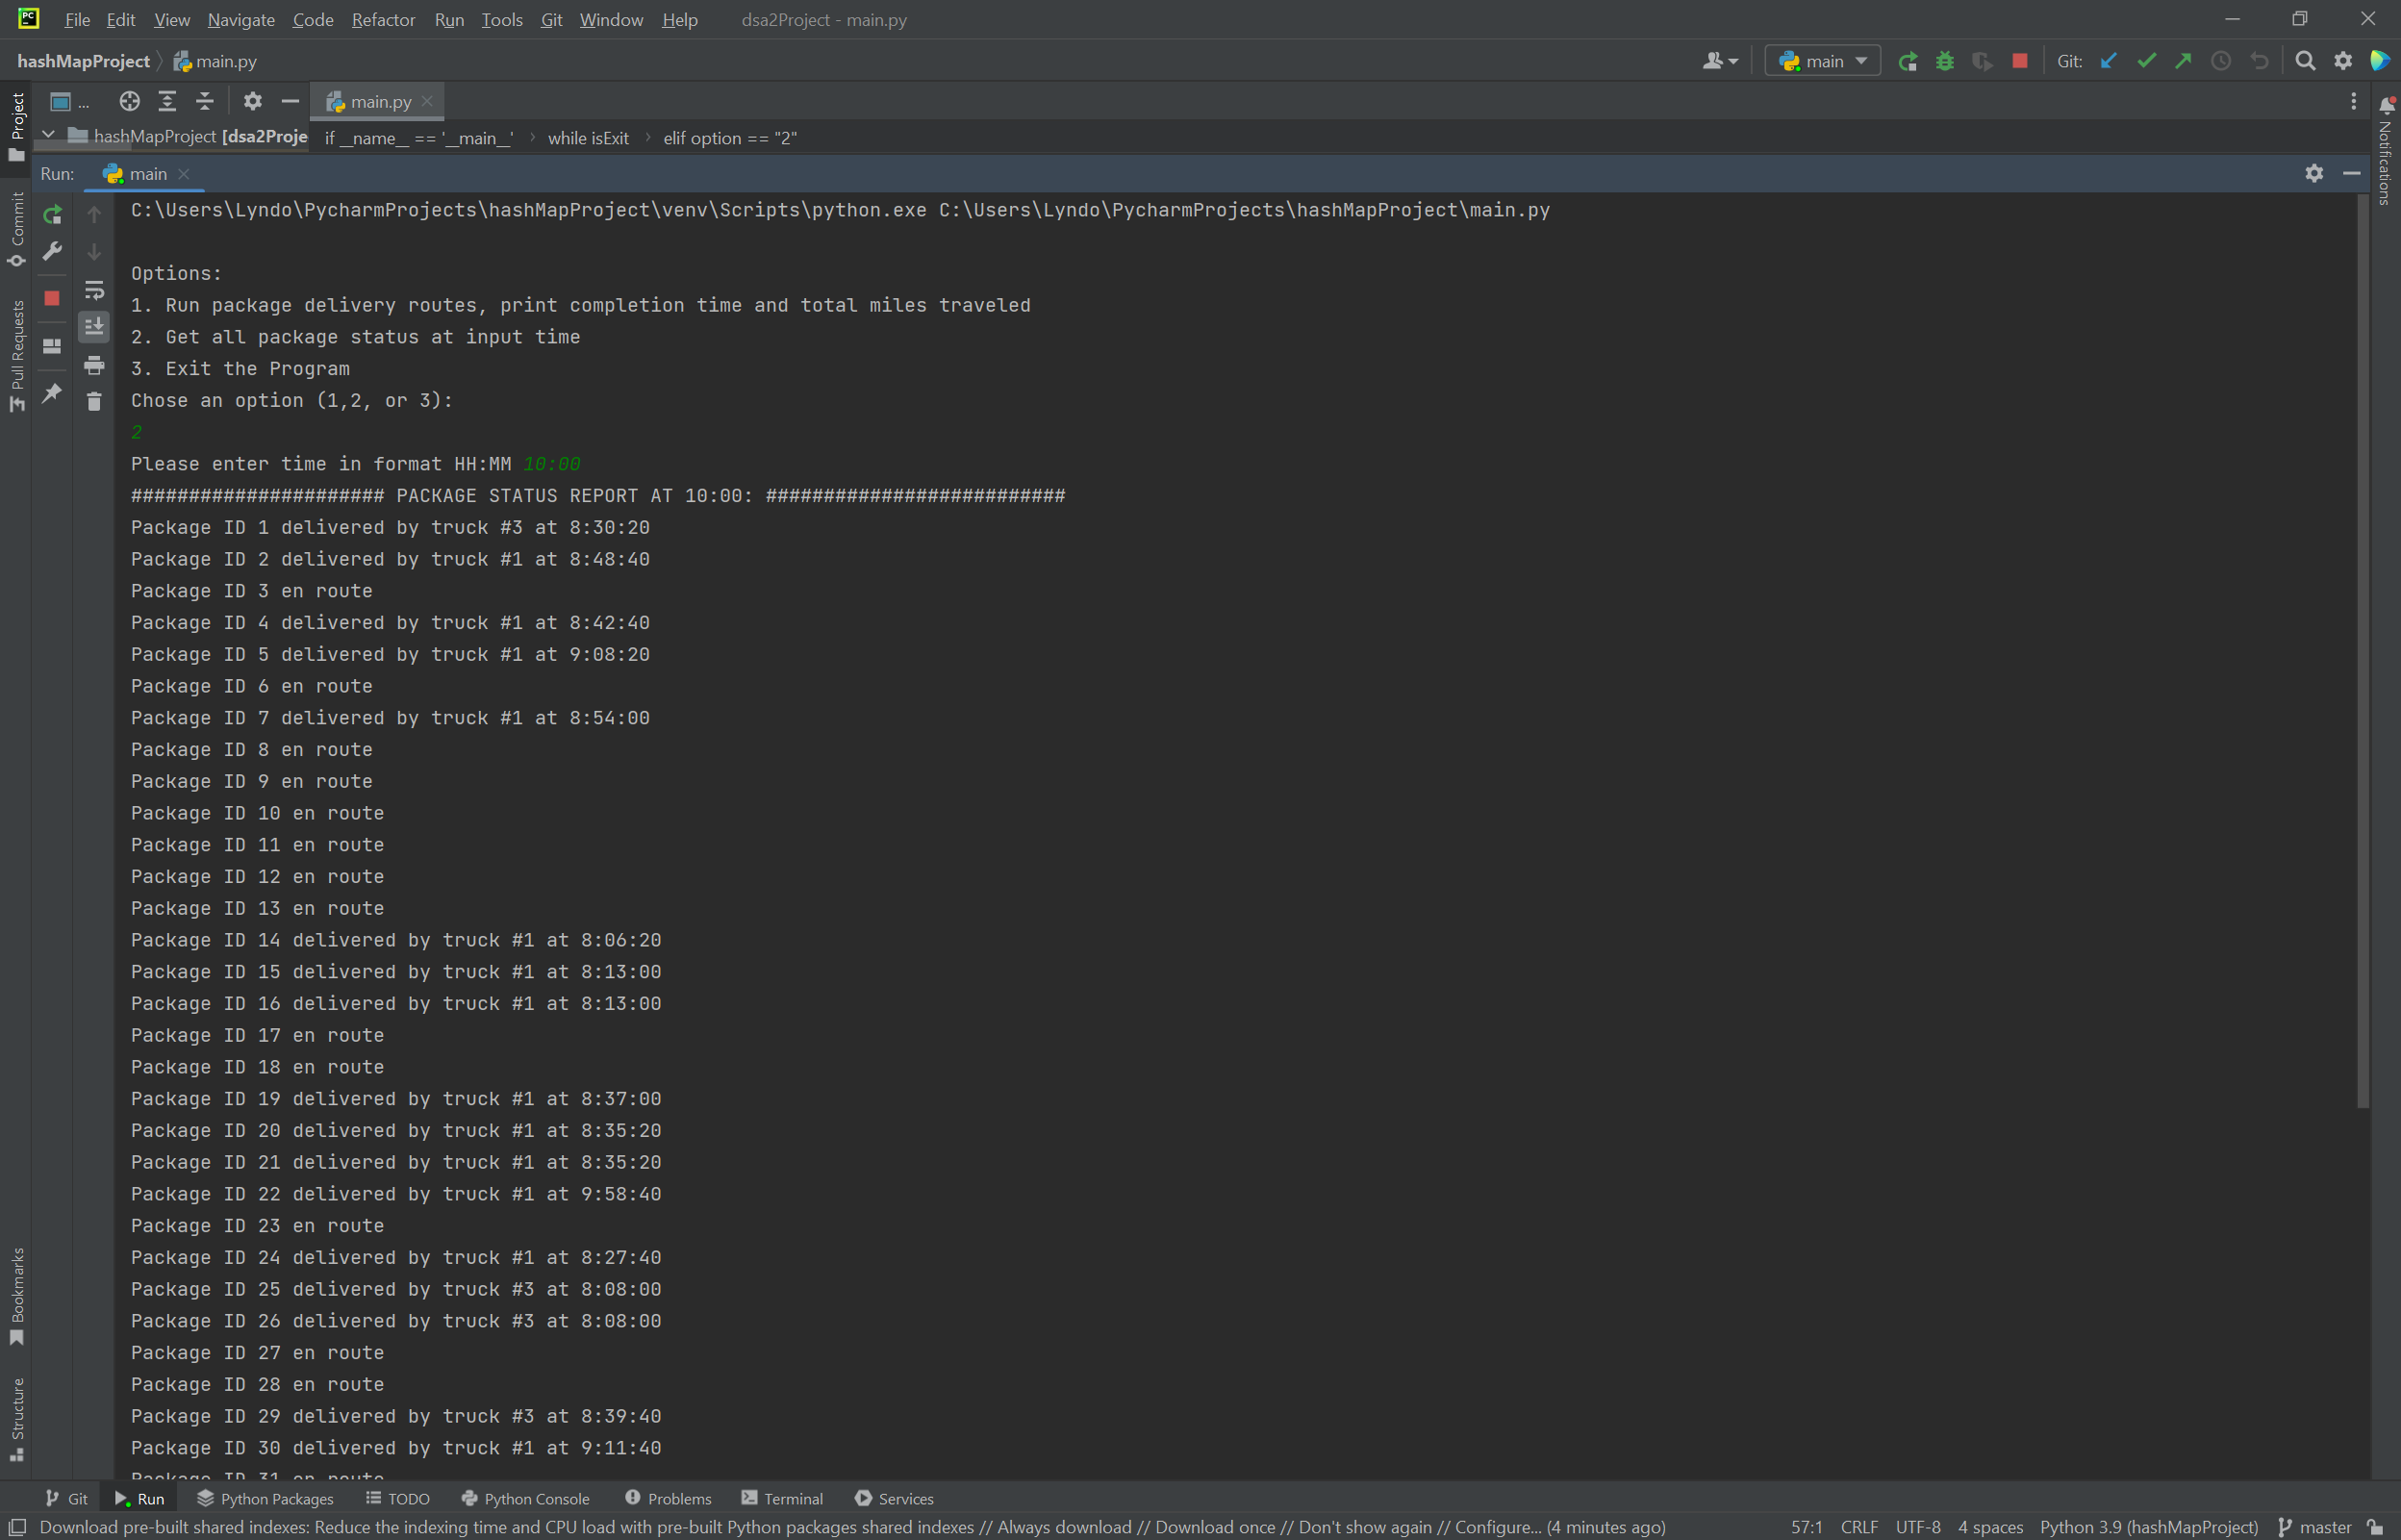 PC File Edit View Navigate Code Refactor Run Tools Git Window Help dsa2Project - main.py
hashMapProject main.py main Git:
Project ... main.py
hashMapProject [dsa2Proje if __name__ == '__main__' while isExit elif option == "2"
Notifications
Run: main
Commit
Pull Requests
C:\Users\Lyndo\PycharmProjects\hashMapProject\venv\Scripts\python.exe C:\Users\Lyndo\PycharmProjects\hashMapProject\main.py
Options:
1. Run package delivery routes, print completion time and total miles traveled
2. Get all package status at input time
3. Exit the Program
Chose an option (1,2, or 3):
2
Please enter time in format HH:MM 10:00
###################### PACKAGE STATUS REPORT AT 10:00: ##########################
Package ID 1 delivered by truck #3 at 8:30:20
Package ID 2 delivered by truck #1 at 8:48:40
Package ID 3 en route
Package ID 4 delivered by truck #1 at 8:42:40
Package ID 5 delivered by truck #1 at 9:08:20
Package ID 6 en route
Package ID 7 delivered by truck #1 at 8:54:00
Package ID 8 en route
Package ID 9 en route
Package ID 10 en route
Package ID 11 en route
Package ID 12 en route
Package ID 13 en route
Package ID 14 delivered by truck #1 at 8:06:20
Package ID 15 delivered by truck #1 at 8:13:00
Package ID 16 delivered by truck #1 at 8:13:00
Package ID 17 en route
Package ID 18 en route
Package ID 19 delivered by truck #1 at 8:37:00
Package ID 20 delivered by truck #1 at 8:35:20
Package ID 21 delivered by truck #1 at 8:35:20
Package ID 22 delivered by truck #1 at 9:58:40
Package ID 23 en route
Package ID 24 delivered by truck #1 at 8:27:40
Package ID 25 delivered by truck #3 at 8:08:00
Package ID 26 delivered by truck #3 at 8:08:00
Package ID 27 en route
Package ID 28 en route
Package ID 29 delivered by truck #3 at 8:39:40
Package ID 30 delivered by truck #1 at 9:11:40
Package ID 31 en route
Bookmarks
Structure
Git Run Python Packages TODO Python Console Problems Terminal Services
Download pre-built shared indexes: Reduce the indexing time and CPU load with pre-built Python packages shared indexes // Always download // Download once // Don't show again // Configure... (4 minutes ago) 57:1 CRLF UTF-8 4 spaces Python 3.9 (hashMapProject) master